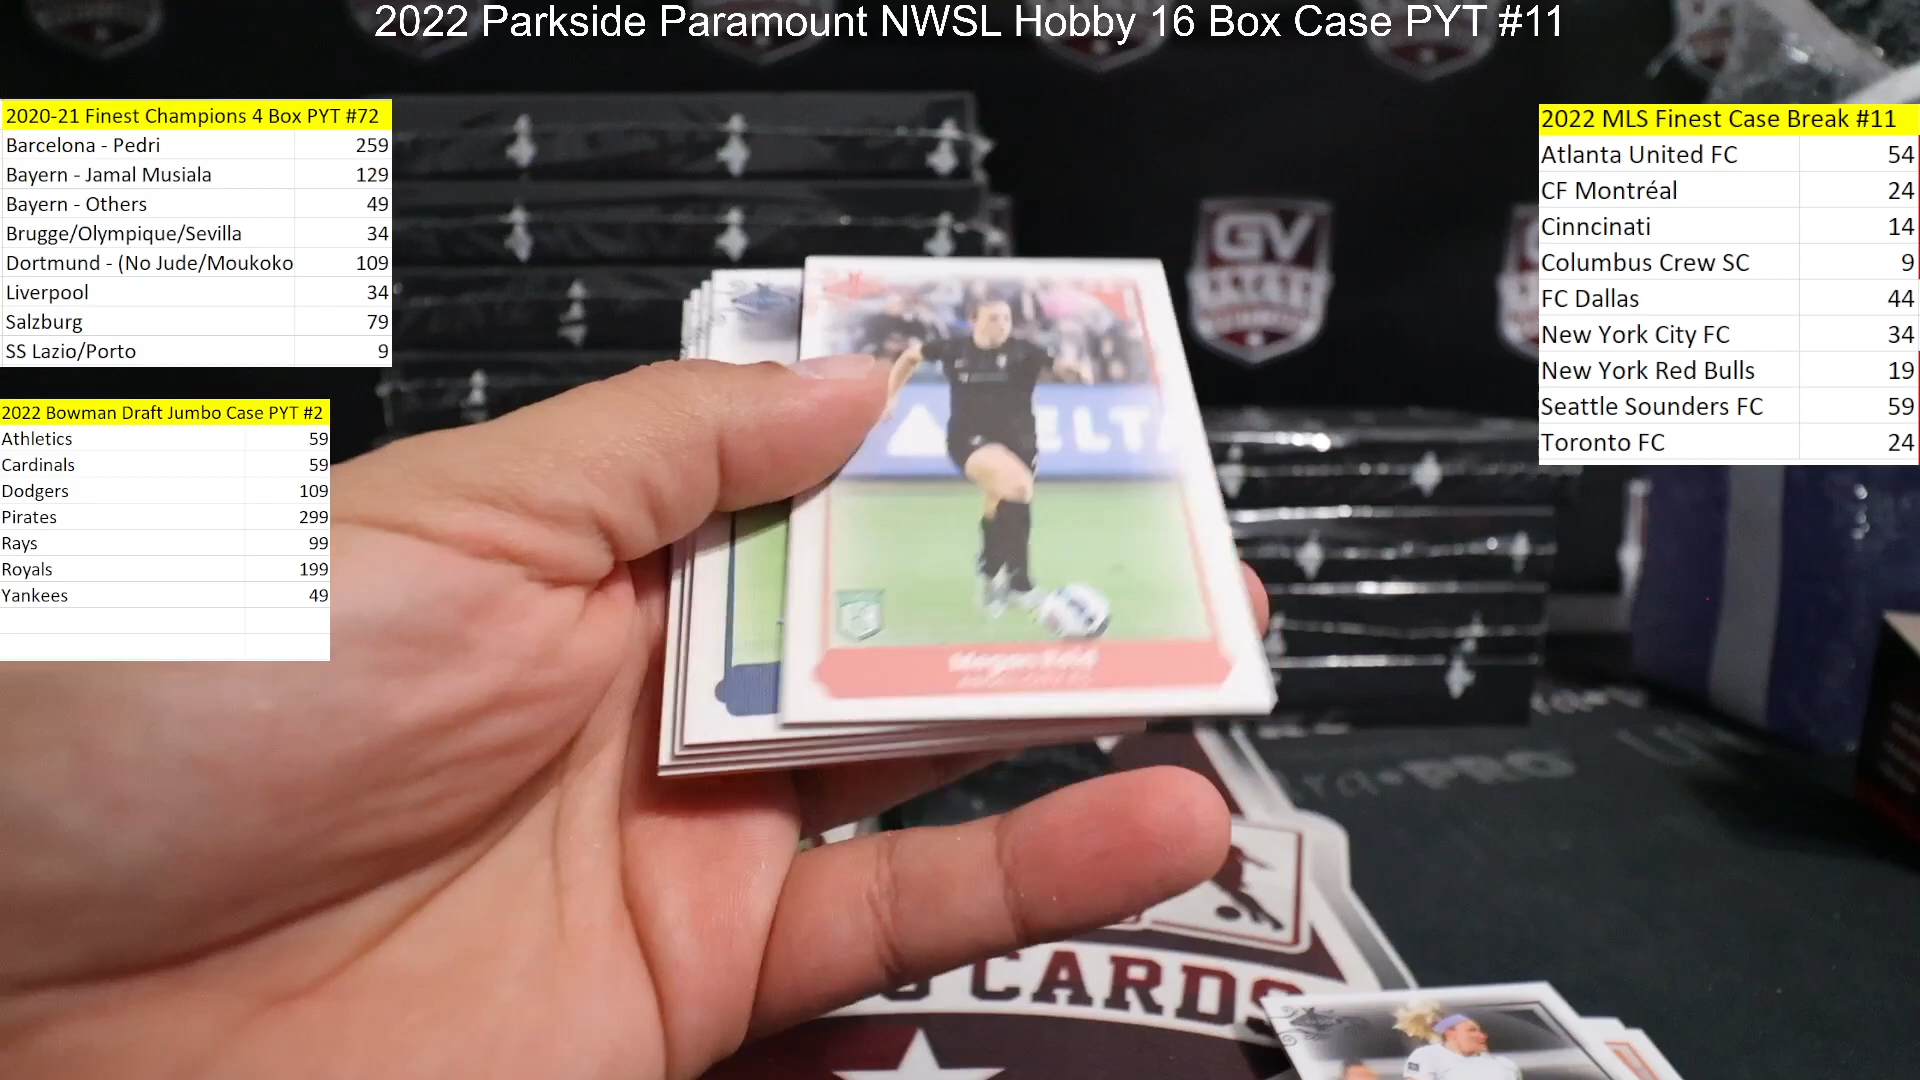 2022 Parkside Paramount NWSL Hobby 16 Box Case PYT #11
2020-21 Finest Champions 4 Box PYT #72
Barcelona - Pedri 259
Bayern - Jamal Musiala 129
Bayern - Others 49
Brugge/Olympique/Sevilla 34
Dortmund - (No Jude/Moukoko 109
Liverpool 34
Salzburg 79
SS Lazio/Porto 9
2022 Bowman Draft Jumbo Case PYT #2
Athletics 59
Cardinals 59
Dodgers 109
Pirates 299
Rays 99
Royals 199
Yankees 49
2022 MLS Finest Case Break #11
Atlanta United FC 54
CF Montréal 24
Cinncinati 14
Columbus Crew SC 9
FC Dallas 44
New York City FC 34
New York Red Bulls 19
Seattle Sounders FC 59
Toronto FC 24
GV
DELTA
Megan Reid
CARDS